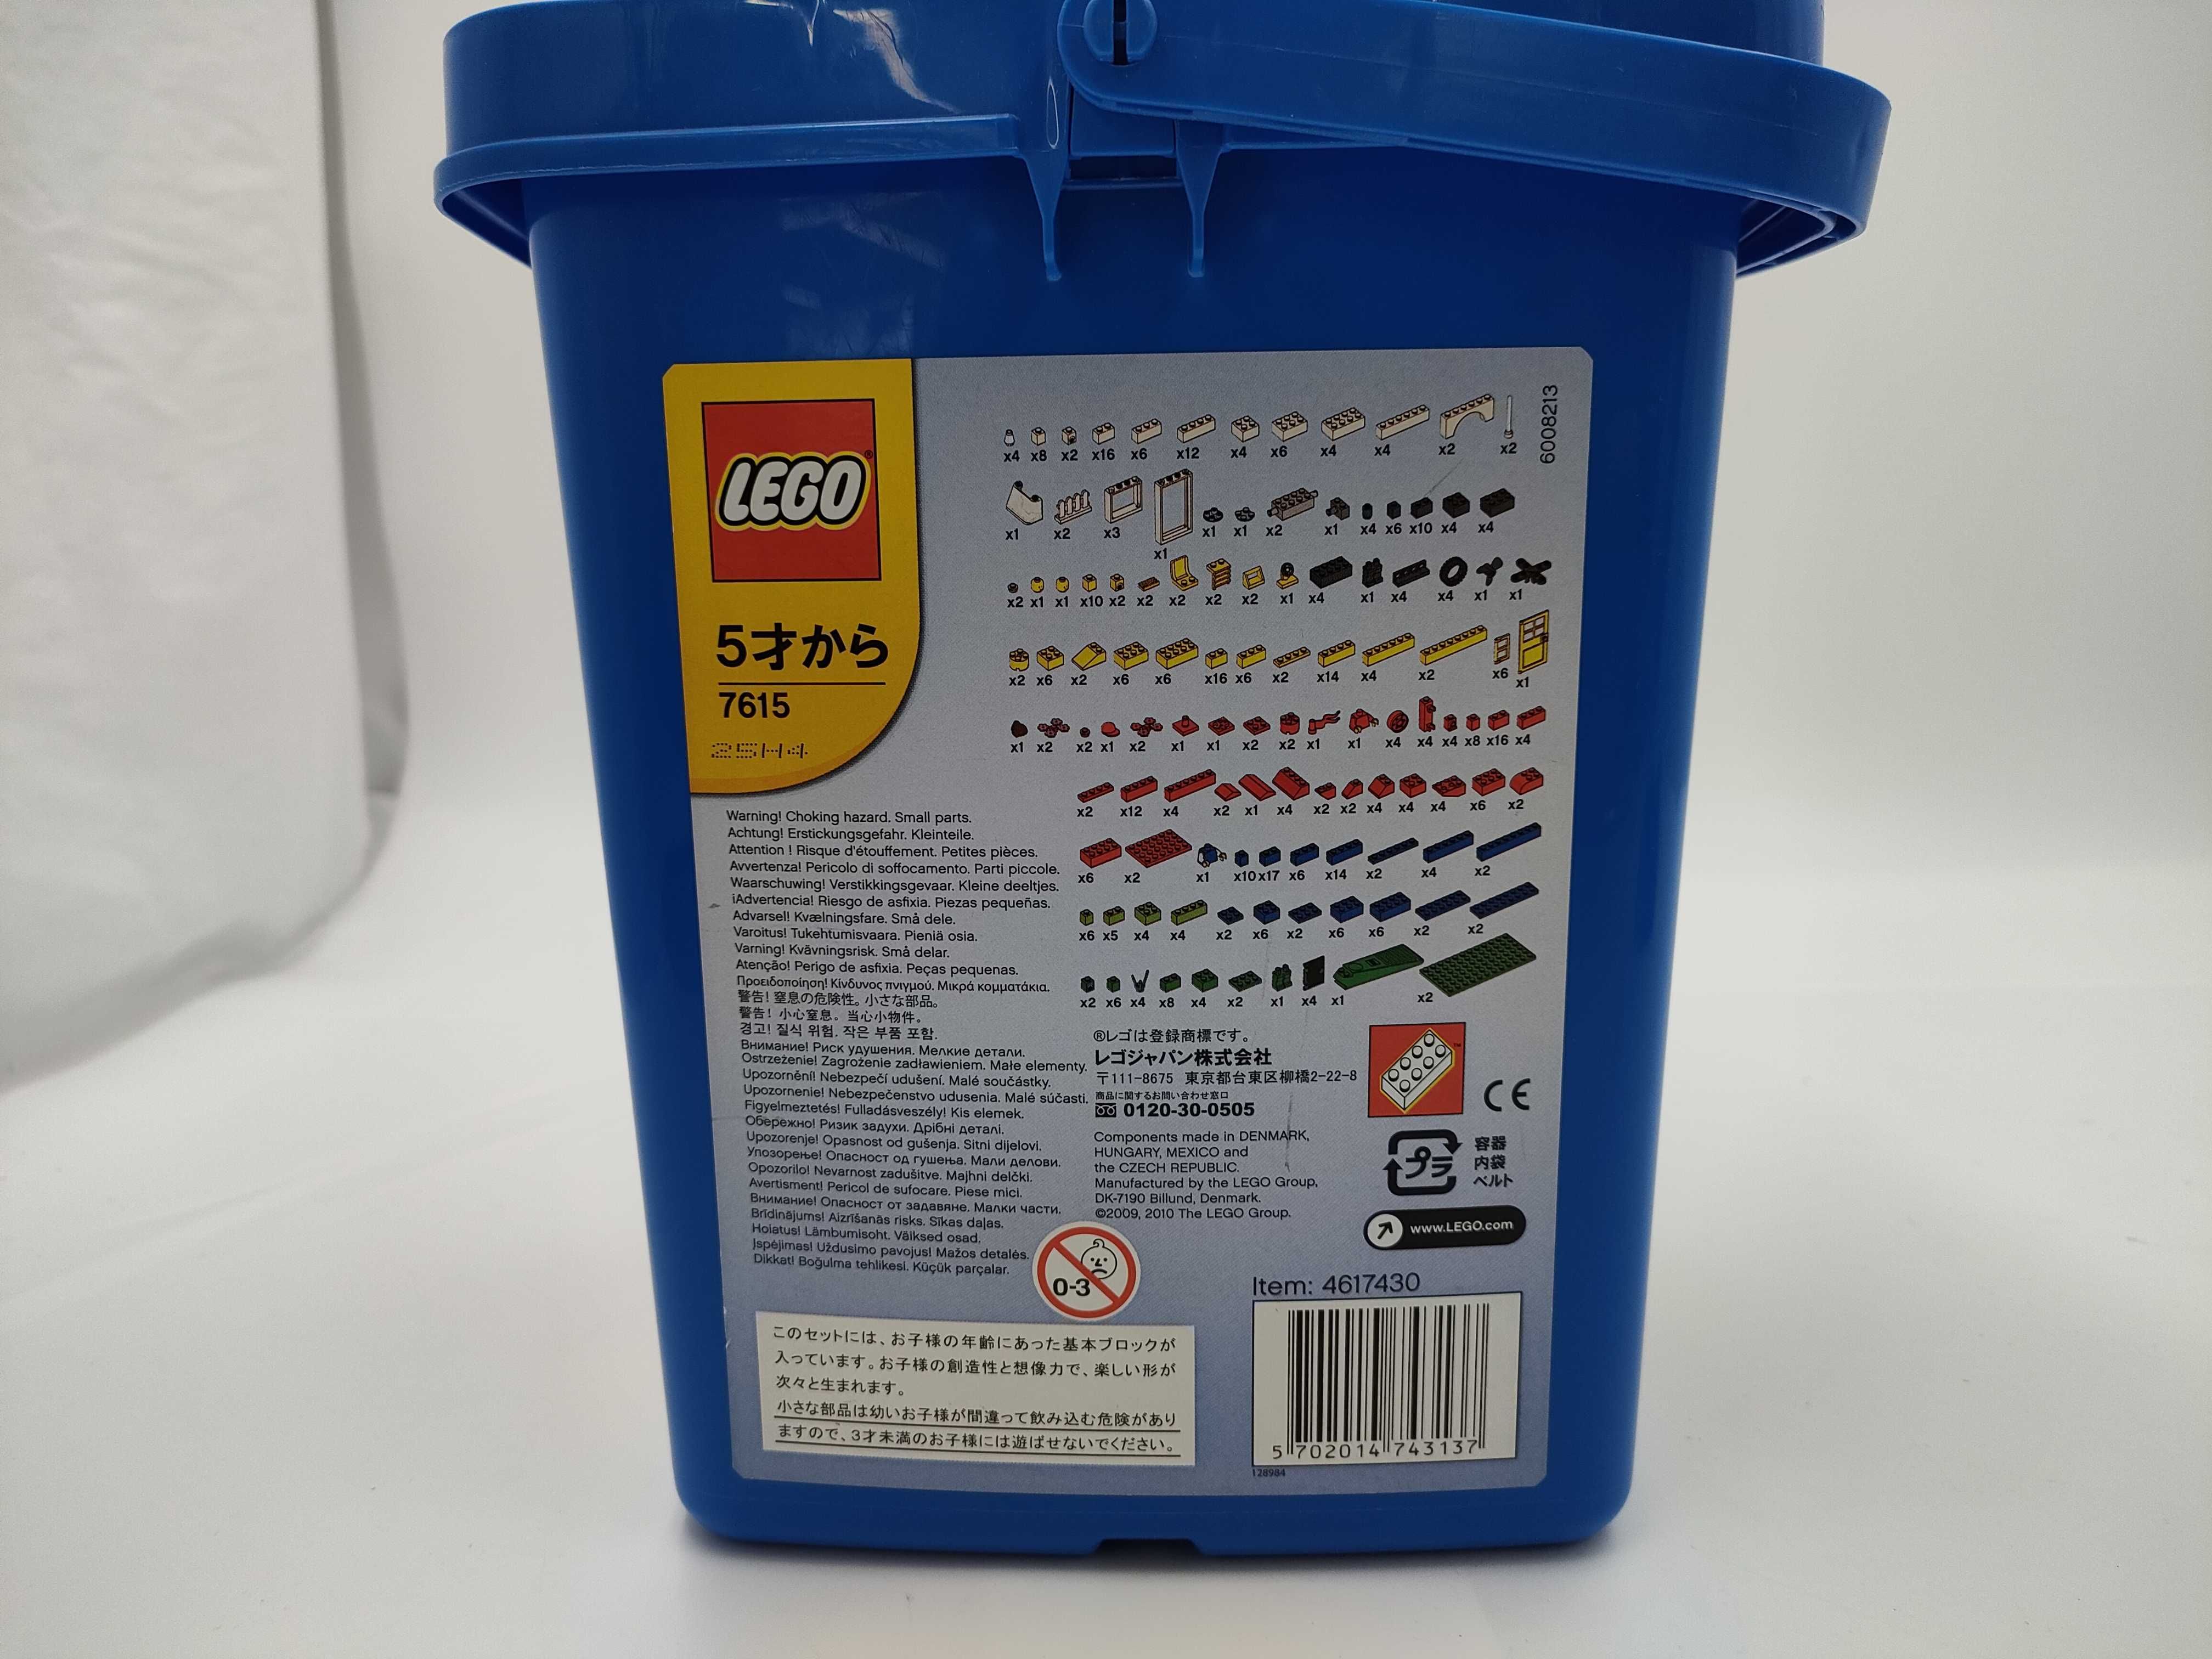 LEGO®
5才から
7615
25H4
6008213
x4 x8 x2 x16 x6 x12 x4 x6 x4 x4 x2 x2
x1 x2 x3 x1 x1 x1 x2 x1 x4 x6 x10 x4 x4
x2 x1 x1 x10 x2 x2 x2 x2 x2 x1 x4 x1 x4 x4 x1 x1
x2 x6 x2 x6 x6 x16 x6 x2 x14 x4 x2 x6 x1
x1 x2 x2 x1 x2 x1 x1 x2 x2 x1 x1 x4 x4 x4 x8 x16 x4
x2 x12 x4 x2 x1 x4 x2 x2 x4 x4 x4 x6 x2
x6 x2 x1 x10 x17 x6 x14 x2 x4 x2
x6 x5 x4 x4 x2 x6 x2 x6 x6 x2 x2
x2 x6 x4 x8 x4 x2 x1 x4 x1 x2
Warning! Choking hazard. Small parts.
Achtung! Erstickungsgefahr. Kleinteile.
Attention ! Risque d'étouffement. Petites pièces.
Avvertenza! Pericolo di soffocamento. Parti piccole.
Waarschuwing! Verstikkingsgevaar. Kleine deeltjes.
¡Advertencia! Riesgo de asfixia. Piezas pequeñas.
Advarsel! Kvælningsfare. Små dele.
Varoitus! Tukehtumisvaara. Pieniä osia.
Varning! Kvävningsrisk. Små delar.
Atenção! Perigo de asfixia. Peças pequenas.
Προειδοποίηση! Κίνδυνος πνιγμού. Μικρά κομματάκια.
警告! 窒息の危険性。小さな部品。
警告! 小心窒息。当心小物件。
경고! 질식 위험. 작은 부품 포함.
Внимание! Риск удушения. Мелкие детали.
Ostrzeżenie! Zagrożenie zadławieniem. Małe elementy.
Upozornění! Nebezpečí udušení. Malé součástky.
Upozornenie! Nebezpečenstvo udusenia. Malé súčasti.
Figyelmeztetés! Fulladásveszély! Kis elemek.
Обережно! Ризик задухи. Дрібні деталі.
Upozorenje! Opasnost od gušenja. Sitni dijelovi.
Упозорење! Опасност од гушења. Мали делови.
Opozorilo! Nevarnost zadušitve. Majhni delčki.
Avertisment! Pericol de sufocare. Piese mici.
Внимание! Опасност от задавяне. Малки части.
Brīdinājums! Aizrīšanās risks. Sīkas daļas.
Hoiatus! Lämbumisoht. Väiksed osad.
Įspėjimas! Uždusimo pavojus! Mažos detalės.
Dikkat! Boğulma tehlikesi. Küçük parçalar.
0-3
®レゴは登録商標です。
レゴジャパン株式会社
〒111-8675 東京都台東区柳橋2-22-8
商品に関するお問い合わせ窓口
0120-30-0505
Components made in DENMARK,
HUNGARY, MEXICO and
the CZECH REPUBLIC.
Manufactured by the LEGO Group,
DK-7190 Billund, Denmark.
©2009, 2010 The LEGO Group.
™
CE
プラ
容器
内袋
ベルト
www.LEGO.com
Item: 4617430
5 702014 743137
128984
このセットには、お子様の年齢にあった基本ブロックが
入っています。お子様の創造性と想像力で、楽しい形が
次々と生まれます。
小さな部品は幼いお子様が間違って飲み込む危険があり
ますので、3才未満のお子様には遊ばせないでください。